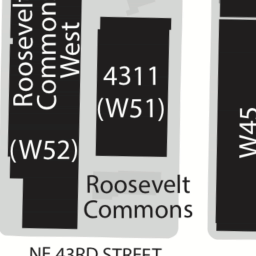 Roosevelt
Commons
West
(W52)
4311
(W51)
W45
Roosevelt
Commons
NE 43RD STREET